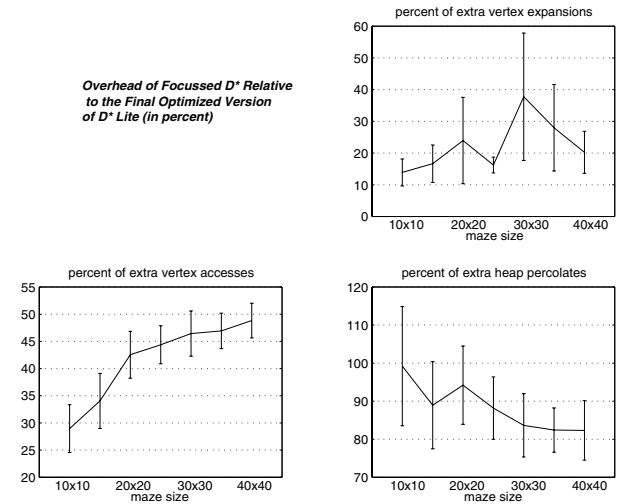 percent of extra vertex expansions
Overhead of Focussed D* Relative
to the Final Optimized Version
of D* Lite (in percent)
60
50
40
30
20
10
0
10x10 20x20 30x30 40x40
maze size
percent of extra vertex accesses
55
50
45
40
35
30
25
20
10x10 20x20 30x30 40x40
maze size
percent of extra heap percolates
120
110
100
90
80
70
10x10 20x20 30x30 40x40
maze size